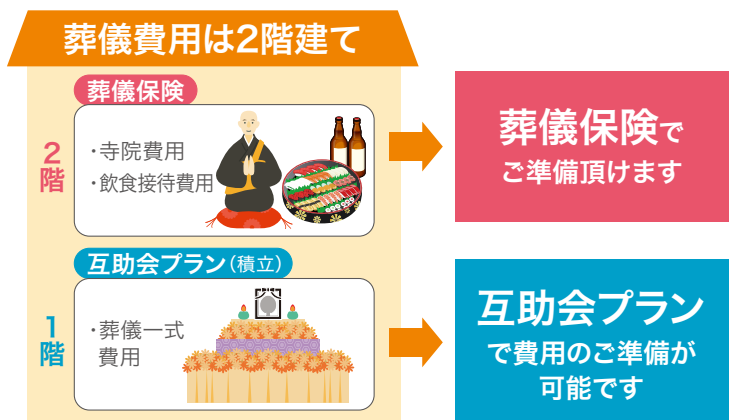 葬儀費用は2階建て
葬儀保険
2階
・寺院費用
・飲食接待費用
葬儀保険で
ご準備頂けます
互助会プラン（積立）
1階
・葬儀一式
費用
互助会プラン
で費用のご準備が
可能です